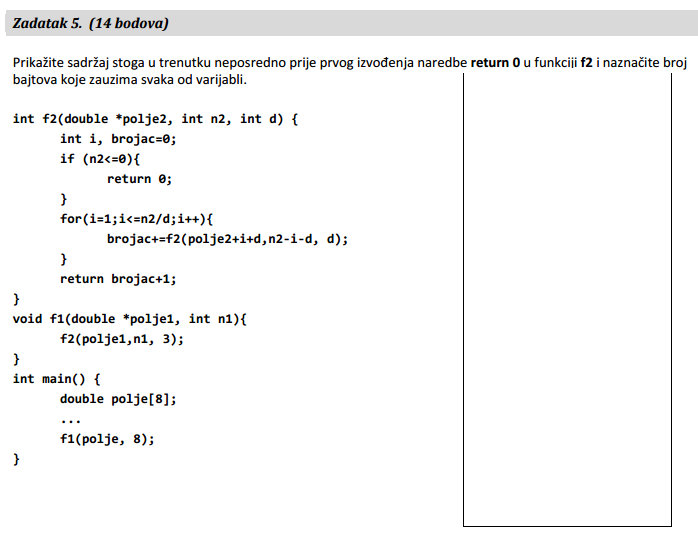 Zadatak 5. (14 bodova)
Prikažite sadržaj stoga u trenutku neposredno prije prvog izvođenja naredbe return 0 u funkciji f2 i naznačite broj
bajtova koje zauzima svaka od varijabli.
int f2(double *polje2, int n2, int d) {
int i, brojac=0;
if (n2<=0){
return 0;
}
for(i=1;i<=n2/d;i++){
brojac+=f2(polje2+i+d,n2-i-d, d);
}
return brojac+1;
}
void f1(double *polje1, int n1){
f2(polje1,n1, 3);
}
int main() {
double polje[8];
...
f1(polje, 8);
}